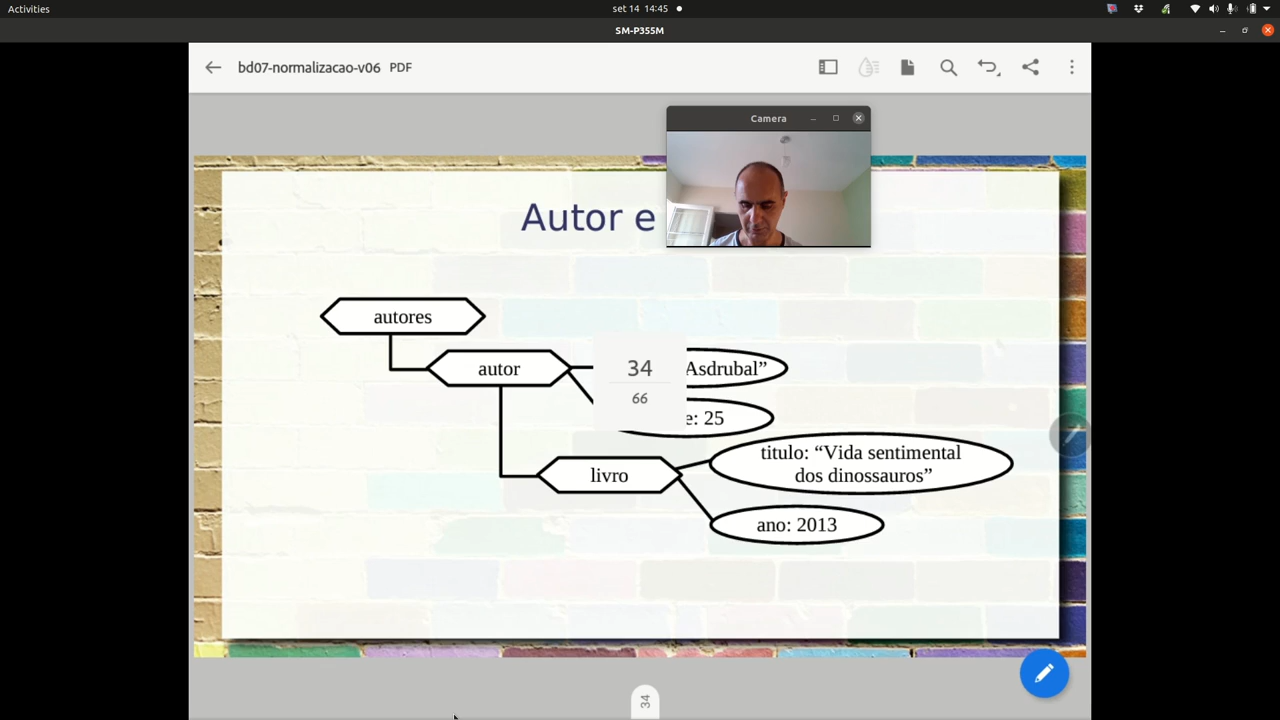 Activities
set 14 14:45
SM-P355M
bd07-normalizacao-v06 PDF
Camera
Autor e
autores
autor
Asdrubal”
34
66
e: 25
livro
titulo: “Vida sentimental
dos dinossauros”
ano: 2013
34